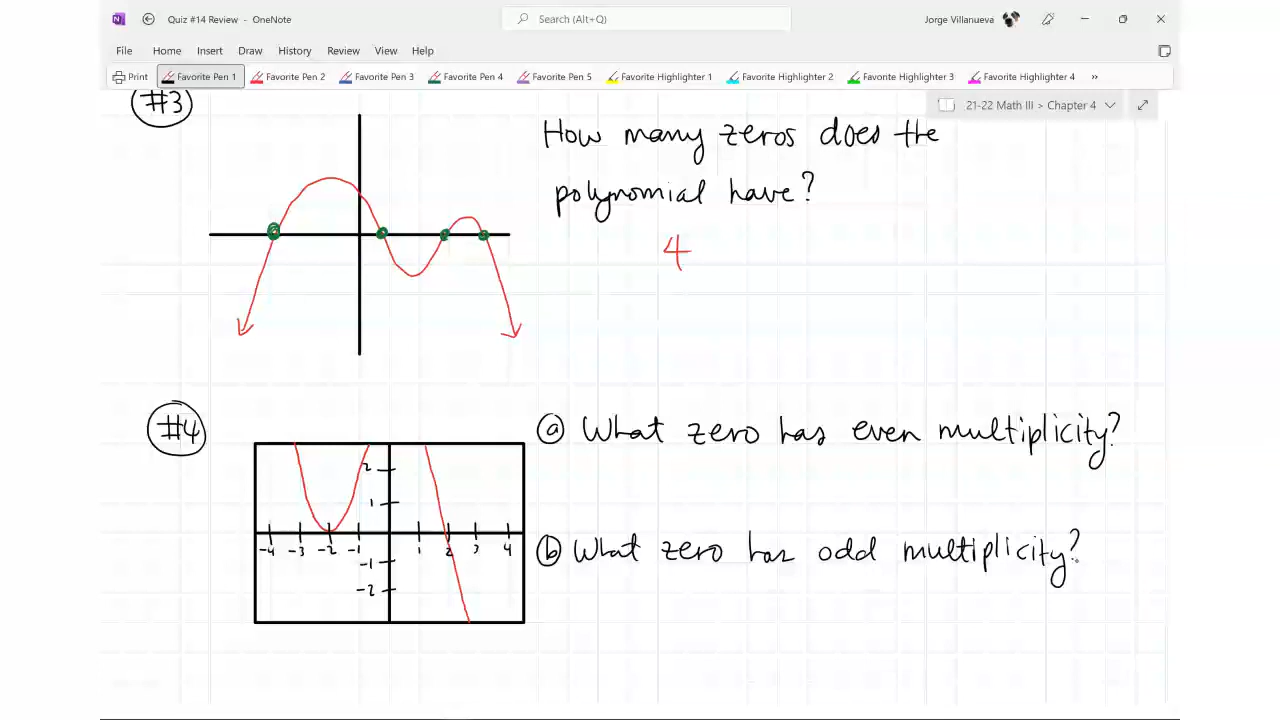 Quiz #14 Review - OneNote
Search (Alt+Q)
Jorge Villanueva
File Home Insert Draw History Review View Help
Print Favorite Pen 1 Favorite Pen 2 Favorite Pen 3 Favorite Pen 4 Favorite Pen 5 Favorite Highlighter 1 Favorite Highlighter 2 Favorite Highlighter 3 Favorite Highlighter 4 »
21-22 Math III > Chapter 4
#3
How many zeros does the
polynomial have?
4
#4
2
1
-4 -3 -2 -1 1 2 3 4
-1
-2
a What zero has even multiplicity?
b What zero has odd multiplicity?